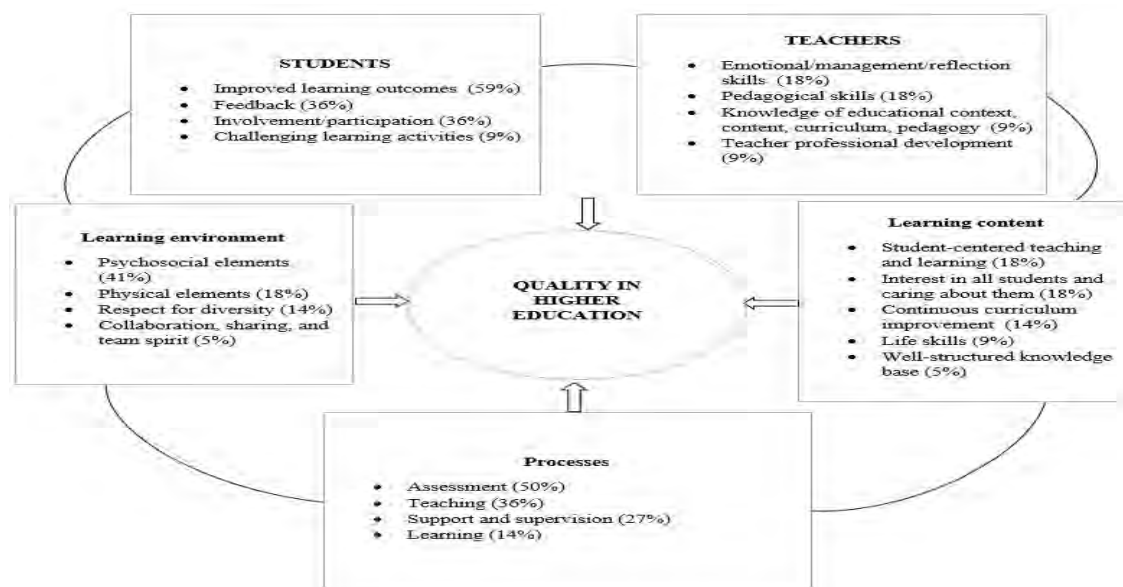 STUDENTS
• Improved learning outcomes (59%)
• Feedback (36%)
• Involvement/participation (36%)
• Challenging learning activities (9%)
TEACHERS
• Emotional/management/reflection
skills (18%)
• Pedagogical skills (18%)
• Knowledge of educational context,
content, curriculum, pedagogy (9%)
• Teacher professional development
(9%)
Learning environment
• Psychosocial elements
(41%)
• Physical elements (18%)
• Respect for diversity (14%)
• Collaboration, sharing, and
team spirit (5%)
QUALITY IN
HIGHER
EDUCATION
Learning content
• Student-centered teaching
and learning (18%)
• Interest in all students and
caring about them (18%)
• Continuous curriculum
improvement (14%)
• Life skills (9%)
• Well-structured knowledge
base (5%)
Processes
• Assessment (50%)
• Teaching (36%)
• Support and supervision (27%)
• Learning (14%)